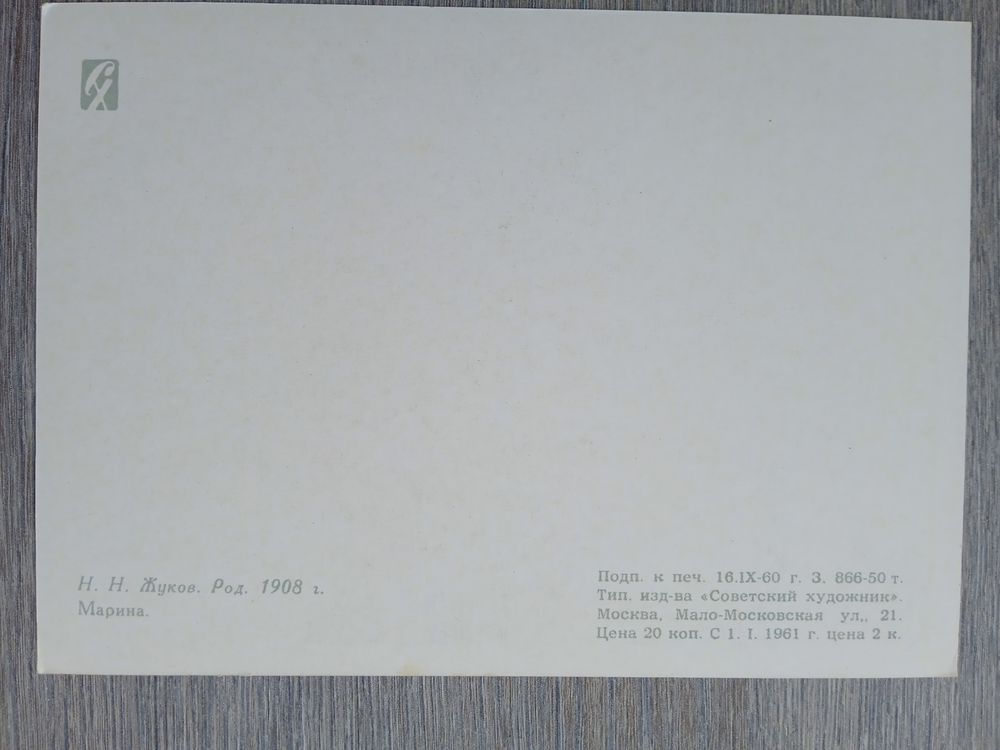 СХ
Н. Н. Жуков. Род. 1908 г.
Марина.
Подп. к печ. 16.IX-60 г. З. 866-50 т.
Тип. изд-ва «Советский художник».
Москва, Мало-Московская ул,, 21.
Цена 20 коп. С 1. I. 1961 г. цена 2 к.